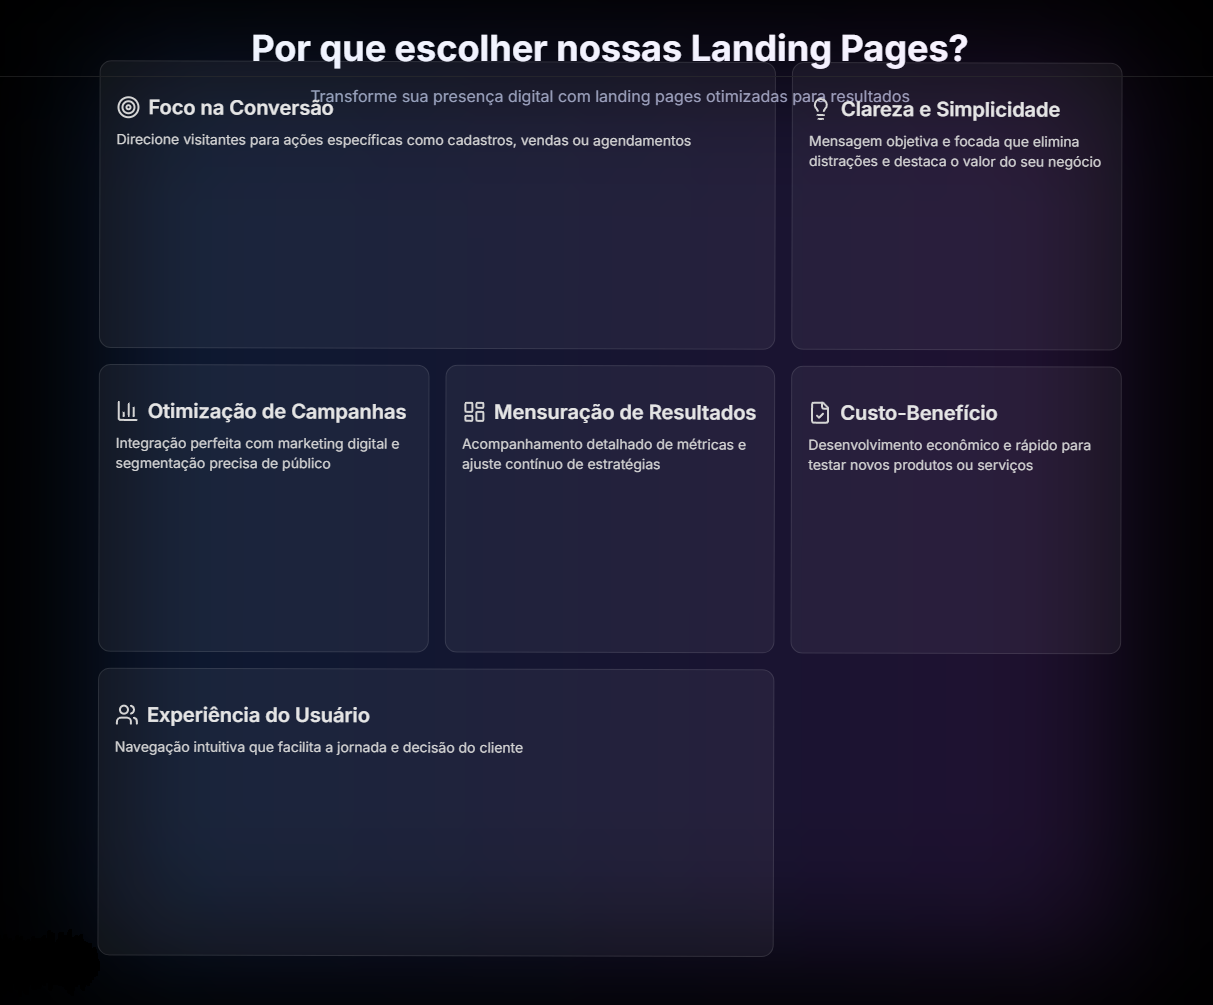 Por que escolher nossas Landing Pages?
Transforme sua presença digital com landing pages otimizadas para resultados
Foco na Conversão
Direcione visitantes para ações específicas como cadastros, vendas ou agendamentos
Clareza e Simplicidade
Mensagem objetiva e focada que elimina
distrações e destaca o valor do seu negócio
Otimização de Campanhas
Integração perfeita com marketing digital e
segmentação precisa de público
Mensuração de Resultados
Acompanhamento detalhado de métricas e
ajuste contínuo de estratégias
Custo-Benefício
Desenvolvimento econômico e rápido para
testar novos produtos ou serviços
Experiência do Usuário
Navegação intuitiva que facilita a jornada e decisão do cliente